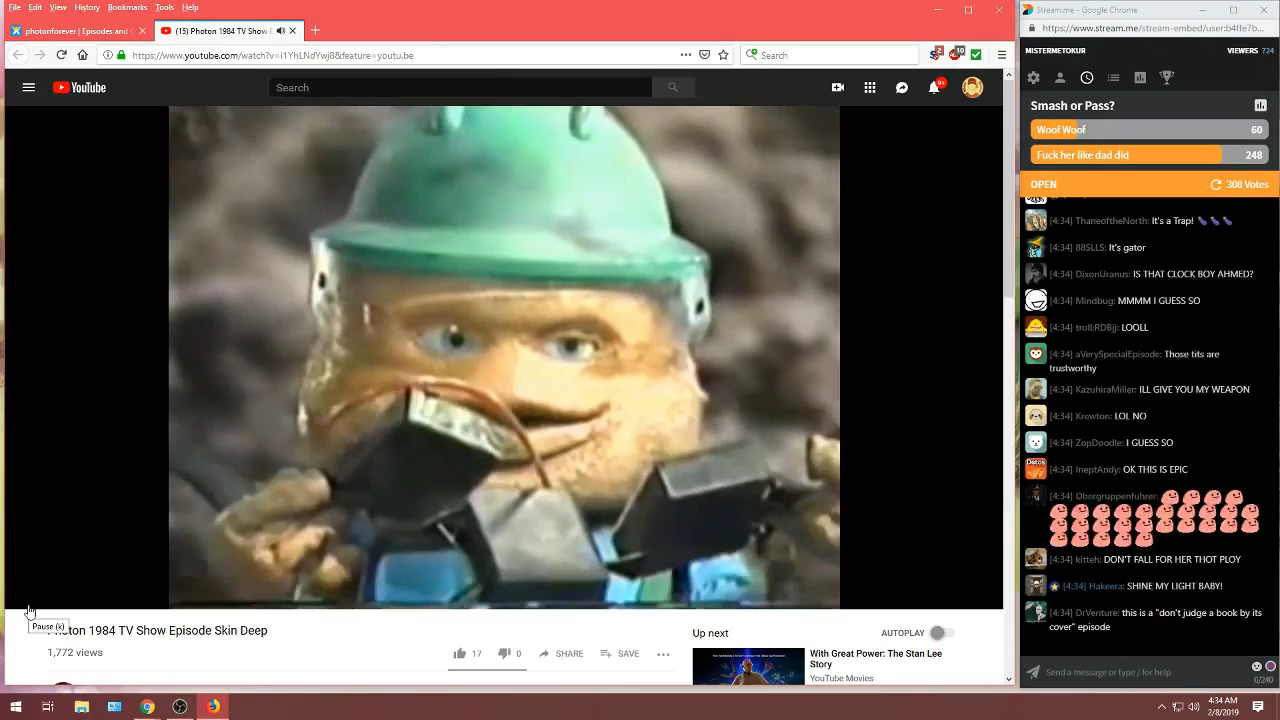 File Edit View History Bookmarks Tools Help
photonforever | Episodes and
(15) Photon 1984 TV Show
https://www.youtube.com/watch?v=i1YhLNdYwj8&feature=youtu.be
Search
YouTube
Search
9+
Photon 1984 TV Show Episode Skin Deep
Pause (k)
1,772 views
17
0
SHARE
SAVE
Up next
AUTOPLAY
With Great Power: The Stan Lee
Story
YouTube Movies
Stream.me - Google Chrome
https://www.stream.me/stream-embed/user:b4ffe7b...
MISTERMETOKUR
VIEWERS 724
Smash or Pass?
Woof Woof 60
Fuck her like dad did 248
OPEN
308 Votes
[4:34] ThaneoftheNorth: It's a Trap!
[4:34] 88SLLS: It's gator
[4:34] DixonUranus: IS THAT CLOCK BOY AHMED?
[4:34] Mindbug: MMMM I GUESS SO
[4:34] troll:RDBjj: LOOLL
[4:34] aVerySpecialEpisode: Those tits are
trustworthy
[4:34] KazuhiraMiller: ILL GIVE YOU MY WEAPON
[4:34] Krewton: LOL NO
[4:34] ZopDoodle: I GUESS SO
[4:34] IneptAndy: OK THIS IS EPIC
[4:34] Obergruppenfuhrer:
[4:34] kitteh: DON'T FALL FOR HER THOT PLOY
[4:34] Hakeera: SHINE MY LIGHT BABY!
[4:34] DrVenture: this is a "don't judge a book by its
cover" episode
Send a message or type / for help
0/240
4:34 AM
2/8/2019